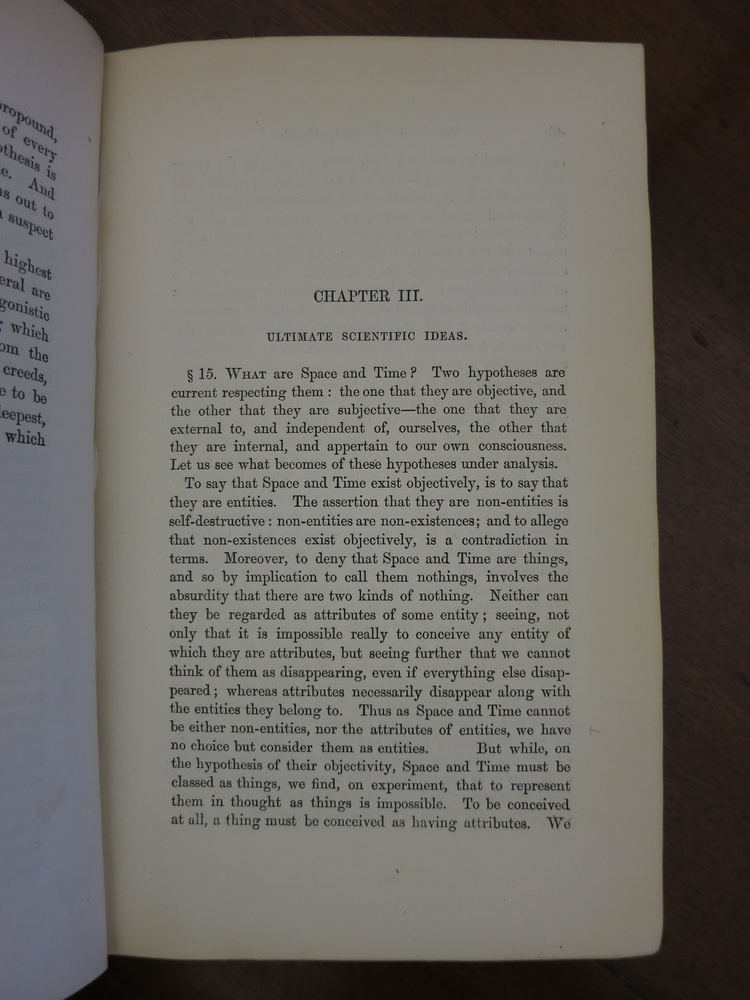 propound,
of every
othesis is
e. And
ns out to
suspect
highest
eral are
gonistic
which
om the
creeds,
e to be
deepest,
which
CHAPTER III.
ULTIMATE SCIENTIFIC IDEAS.
§ 15. WHAT are Space and Time? Two hypotheses are
current respecting them: the one that they are objective, and
the other that they are subjective—the one that they are
external to, and independent of, ourselves, the other that
they are internal, and appertain to our own consciousness.
Let us see what becomes of these hypotheses under analysis.
To say that Space and Time exist objectively, is to say that
they are entities. The assertion that they are non-entities is
self-destructive: non-entities are non-existences; and to allege
that non-existences exist objectively, is a contradiction in
terms. Moreover, to deny that Space and Time are things,
and so by implication to call them nothings, involves the
absurdity that there are two kinds of nothing. Neither can
they be regarded as attributes of some entity; seeing, not
only that it is impossible really to conceive any entity of
which they are attributes, but seeing further that we cannot
think of them as disappearing, even if everything else disap-
peared; whereas attributes necessarily disappear along with
the entities they belong to. Thus as Space and Time cannot
be either non-entities, nor the attributes of entities, we have
no choice but consider them as entities. But while, on
the hypothesis of their objectivity, Space and Time must be
classed as things, we find, on experiment, that to represent
them in thought as things is impossible. To be conceived
at all, a thing must be conceived as having attributes. We